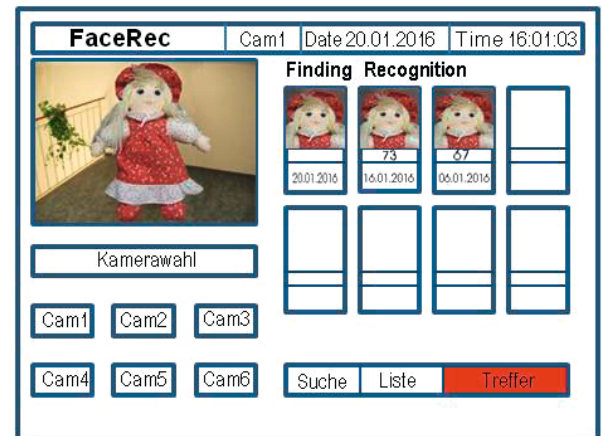 FaceRec Cam1 Date 20.01.2016 Time 16:01:03
Finding Recognition
73 67
20.01.2016 16.01.2016 06.01.2016
Kamerawahl
Cam1 Cam2 Cam3
Cam4 Cam5 Cam6
Suche Liste Treffer